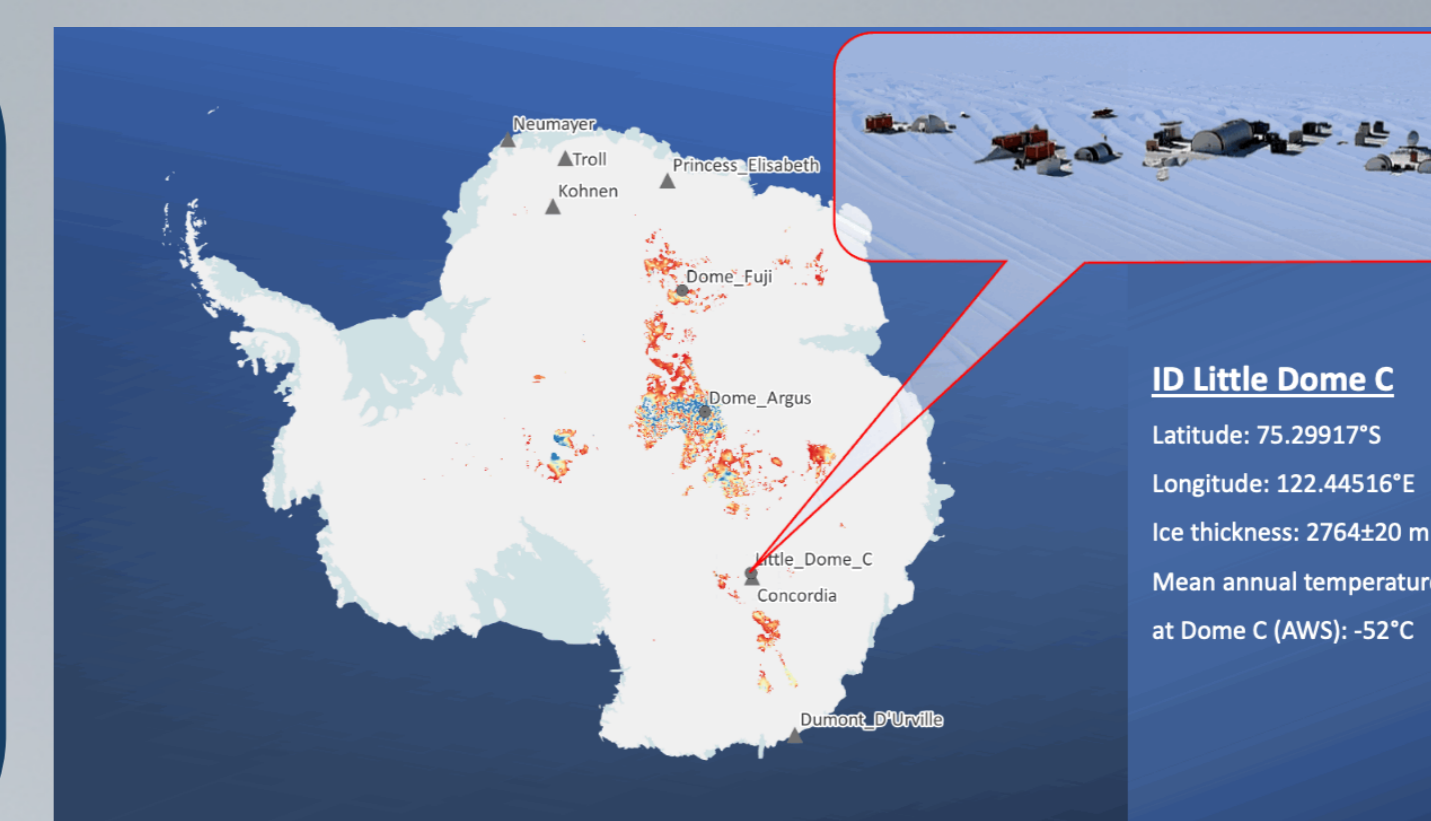 Neumayer
Troll
Princess_Elisabeth
Kohnen
Dome_Fuji
Dome_Argus
Little_Dome_C
Concordia
Dumont_D'Urville
ID Little Dome C
Latitude: 75.29917°S
Longitude: 122.44516°E
Ice thickness: 2764±20 m
Mean annual temperature
at Dome C (AWS): -52°C